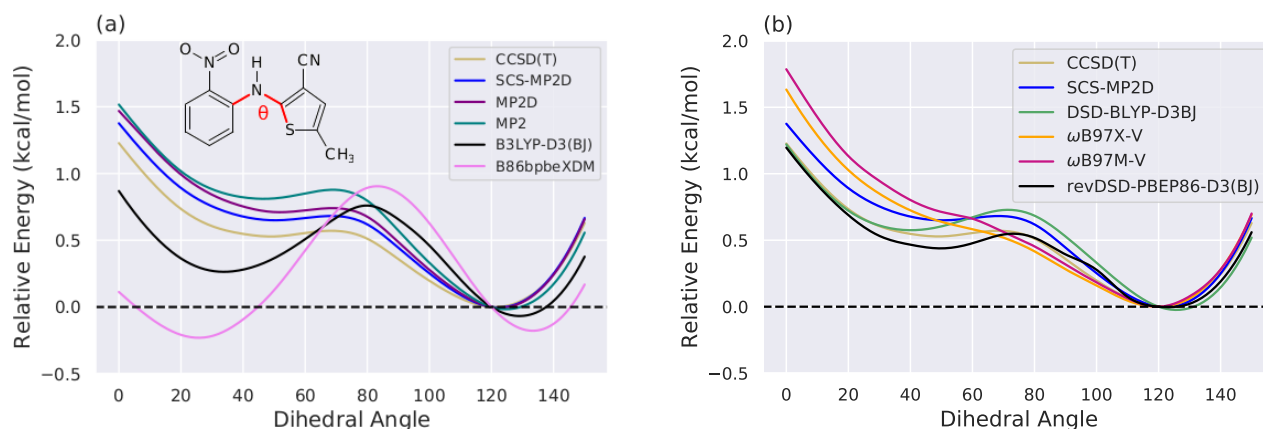 (a)
Relative Energy (kcal/mol)
2.0
1.5
1.0
0.5
0.0
−0.5
0 20 40 60 80 100 120 140
Dihedral Angle
O N O
H
N
CN
θ
S
CH3
CCSD(T)
SCS-MP2D
MP2D
MP2
B3LYP-D3(BJ)
B86bpbeXDM
(b)
Relative Energy (kcal/mol)
2.0
1.5
1.0
0.5
0.0
−0.5
0 20 40 60 80 100 120 140
Dihedral Angle
CCSD(T)
SCS-MP2D
DSD-BLYP-D3BJ
ωB97X-V
ωB97M-V
revDSD-PBEP86-D3(BJ)